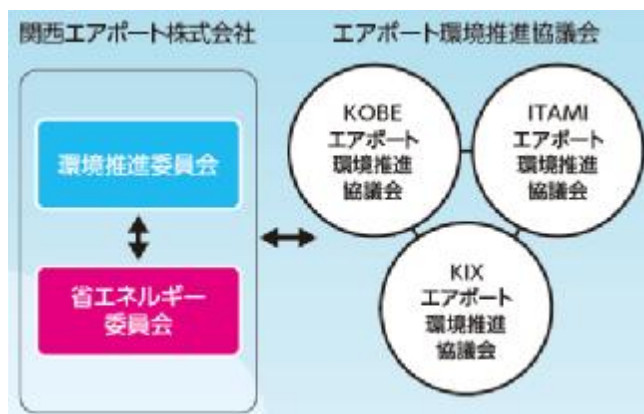 関西エアポート株式会社
エアポート環境推進協議会
環境推進委員会
省エネルギー
委員会
KOBE
エアポート
環境推進
協議会
ITAMI
エアポート
環境推進
協議会
KIX
エアポート
環境推進
協議会